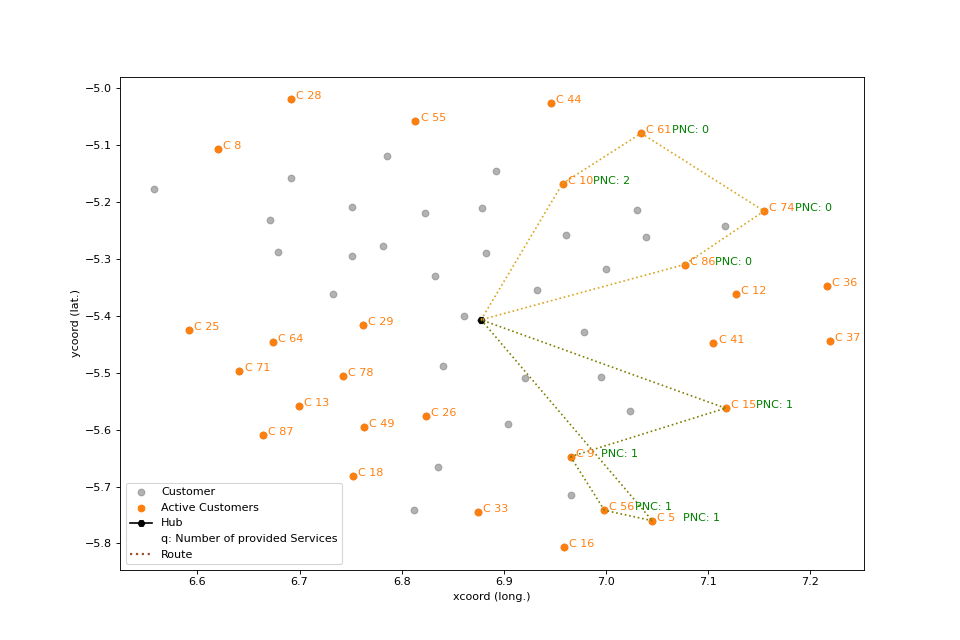 C 28
C 44
C 55
C 61PNC: 0
C 8
C 10PNC: 2
C 74PNC: 0
C 86PNC: 0
C 36
C 12
C 25
C 29
C 64
C 41
C 37
C 71
C 78
C 13
C 26
C 15PNC: 1
C 87
C 49
C 9 PNC: 1
C 18
C 33
C 56PNC: 1
C 5 PNC: 1
C 16
−5.0
−5.1
−5.2
−5.3
−5.4
−5.5
−5.6
−5.7
−5.8
ycoord (lat.)
Customer
Active Customers
Hub
q: Number of provided Services
Route
6.6 6.7 6.8 6.9 7.0 7.1 7.2
xcoord (long.)